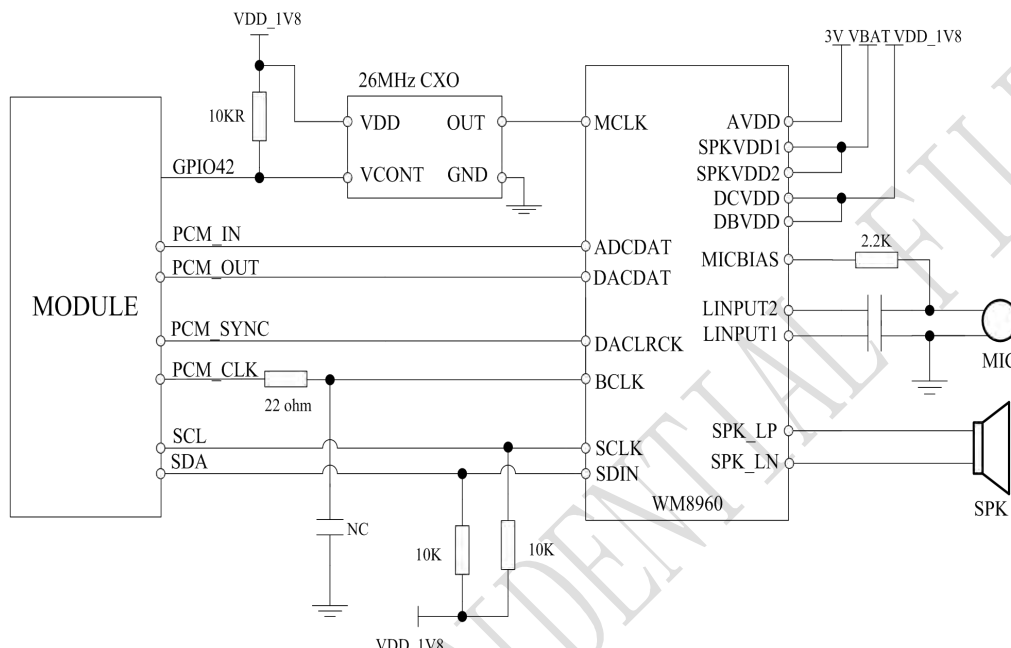 VDD_1V8
3V VBAT VDD_1V8
26MHz CXO
10KR
VDD OUT
MCLK
AVDD
SPKVDD1
GPIO42
VCONT GND
SPKVDD2
DCVDD
DBVDD
PCM_IN
ADCDAT
2.2K
MICBIAS
PCM_OUT
DACDAT
MODULE
LINPUT2
PCM_SYNC
DACLRCK
LINPUT1
MIC
PCM_CLK
BCLK
22 ohm
SCL
SCLK
SPK_LP
SDA
SDIN
SPK_LN
WM8960
SPK
NC
10K
10K
VDD_1V8